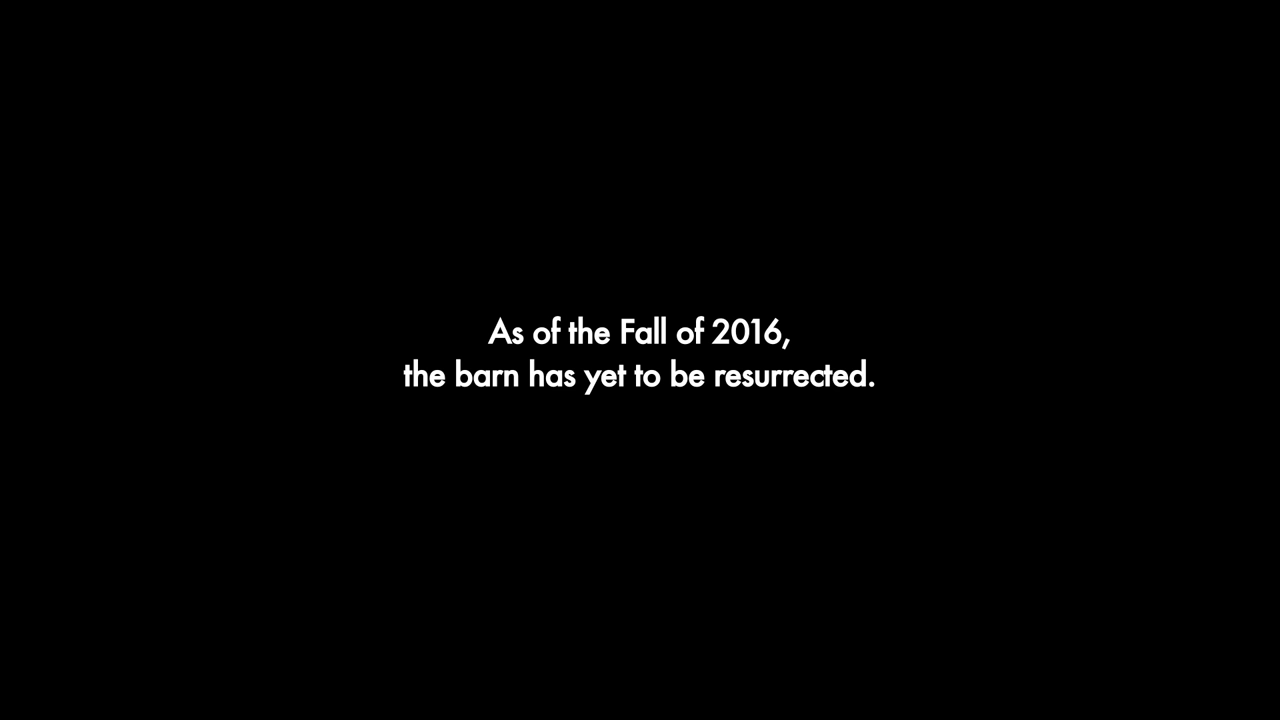 As of the Fall of 2016,
the barn has yet to be resurrected.